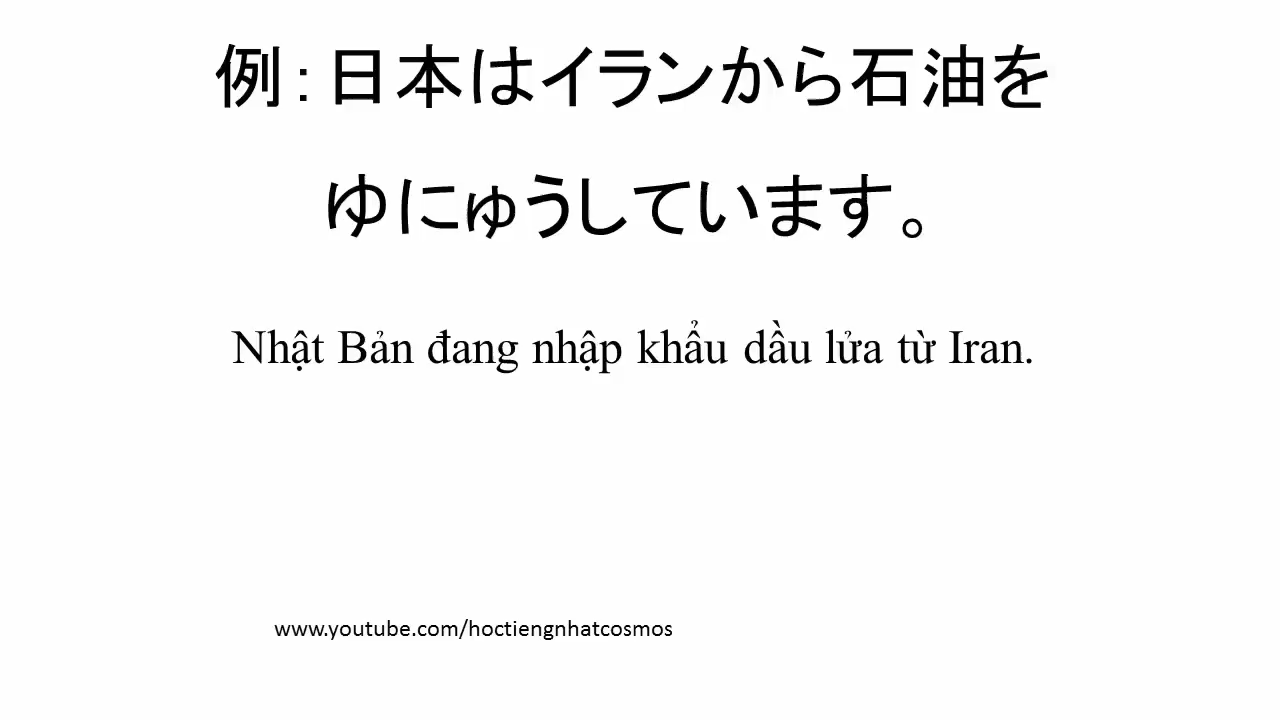 例：日本はイランから石油を
ゆにゅうしています。
Nhật Bản đang nhập khẩu dầu lửa từ Iran.
www.youtube.com/hoctiengnhatcosmos